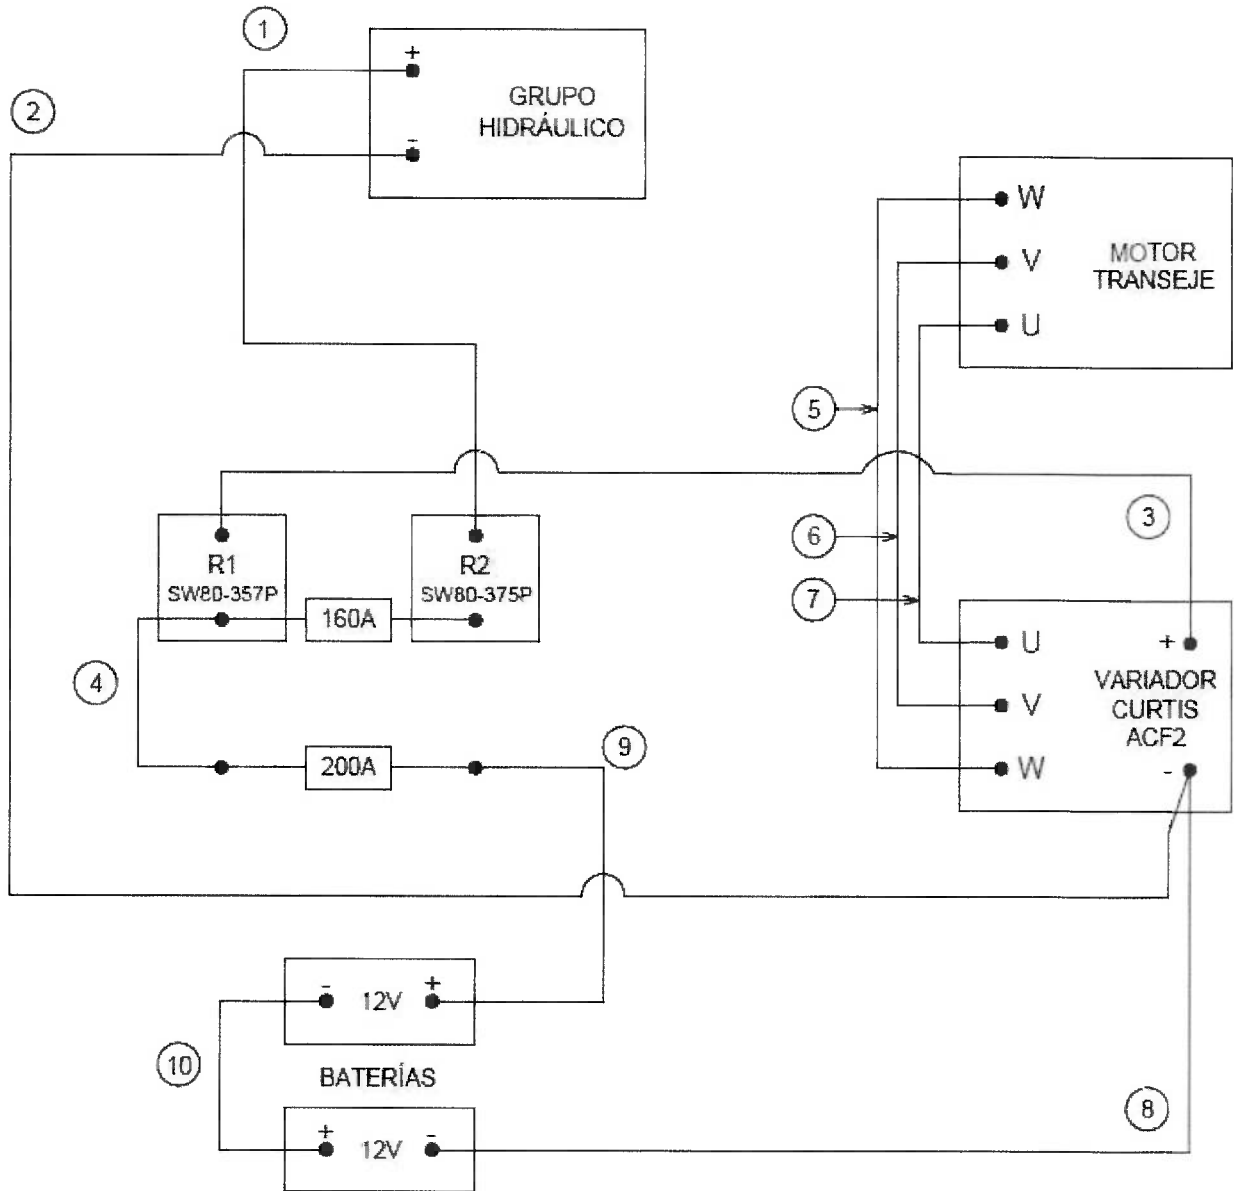 1
+
GRUPO
HIDRÁULICO
-
2
W
V
U
MOTOR
TRANSEJE
5
3
6
7
R1
SW80-357P
R2
SW80-375P
160A
4
200A
9
U
V
W
+
VARIADOR
CURTIS
ACF2
-
- 12V +
10
BATERÍAS
+ 12V -
8